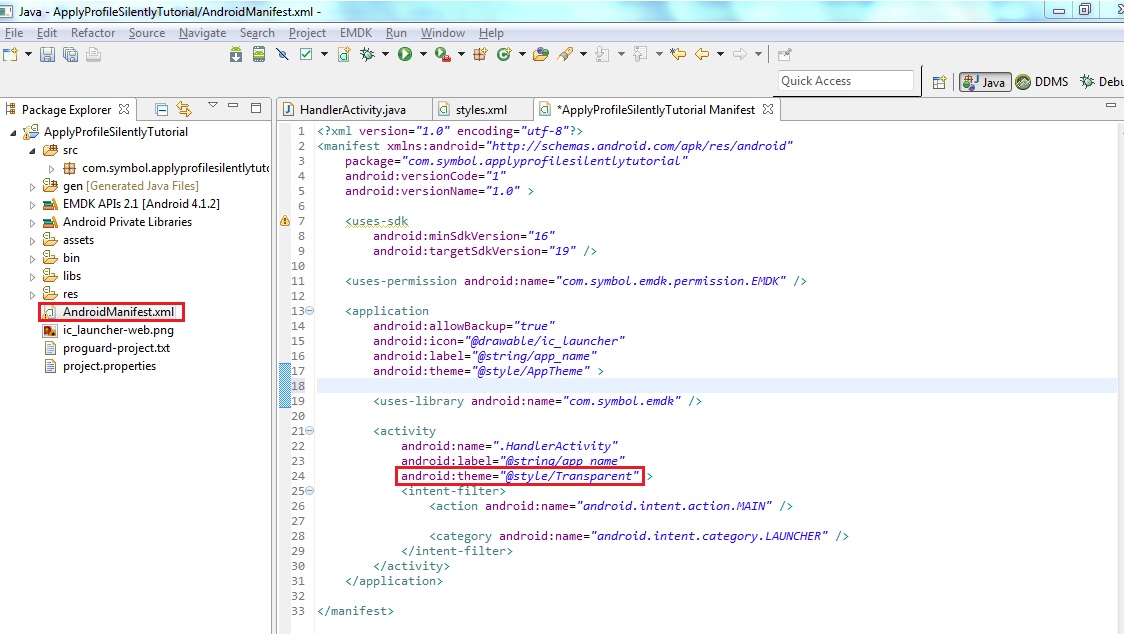 Java - ApplyProfileSilentlyTutorial/AndroidManifest.xml -
File Edit Refactor Source Navigate Search Project EMDK Run Window Help
Quick Access
Java
DDMS
Debu
Package Explorer
HandlerActivity.java
styles.xml
*ApplyProfileSilentlyTutorial Manifest
ApplyProfileSilentlyTutorial
src
com.symbol.applyprofilesilentlytuto
gen [Generated Java Files]
EMDK APIs 2.1 [Android 4.1.2]
Android Private Libraries
assets
bin
libs
res
AndroidManifest.xml
ic_launcher-web.png
proguard-project.txt
project.properties
1 <?xml version="1.0" encoding="utf-8"?>
2 <manifest xmlns:android="http://schemas.android.com/apk/res/android"
3 package="com.symbol.applyprofilesilentlytutorial"
4 android:versionCode="1"
5 android:versionName="1.0" >
6
7 <uses-sdk
8 android:minSdkVersion="16"
9 android:targetSdkVersion="19" />
10
11 <uses-permission android:name="com.symbol.emdk.permission.EMDK" />
12
13 <application
14 android:allowBackup="true"
15 android:icon="@drawable/ic_launcher"
16 android:label="@string/app_name"
17 android:theme="@style/AppTheme" >
18
19 <uses-library android:name="com.symbol.emdk" />
20
21 <activity
22 android:name=".HandlerActivity"
23 android:label="@string/app_name"
24 android:theme="@style/Transparent" >
25 <intent-filter>
26 <action android:name="android.intent.action.MAIN" />
27
28 <category android:name="android.intent.category.LAUNCHER" />
29 </intent-filter>
30 </activity>
31 </application>
32
33 </manifest>